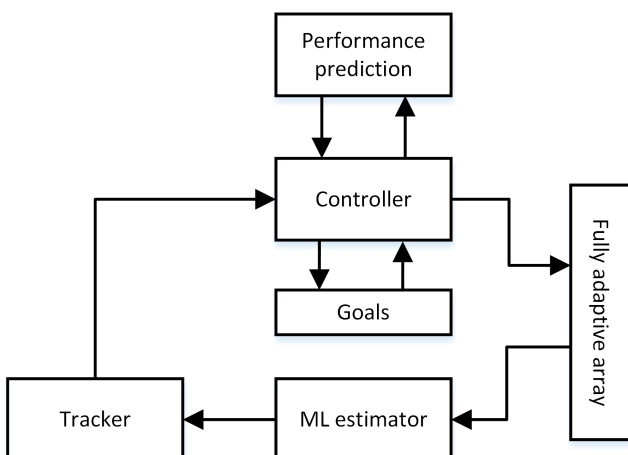 Performance
prediction
Controller
Goals
Fully adaptive array
Tracker
ML estimator